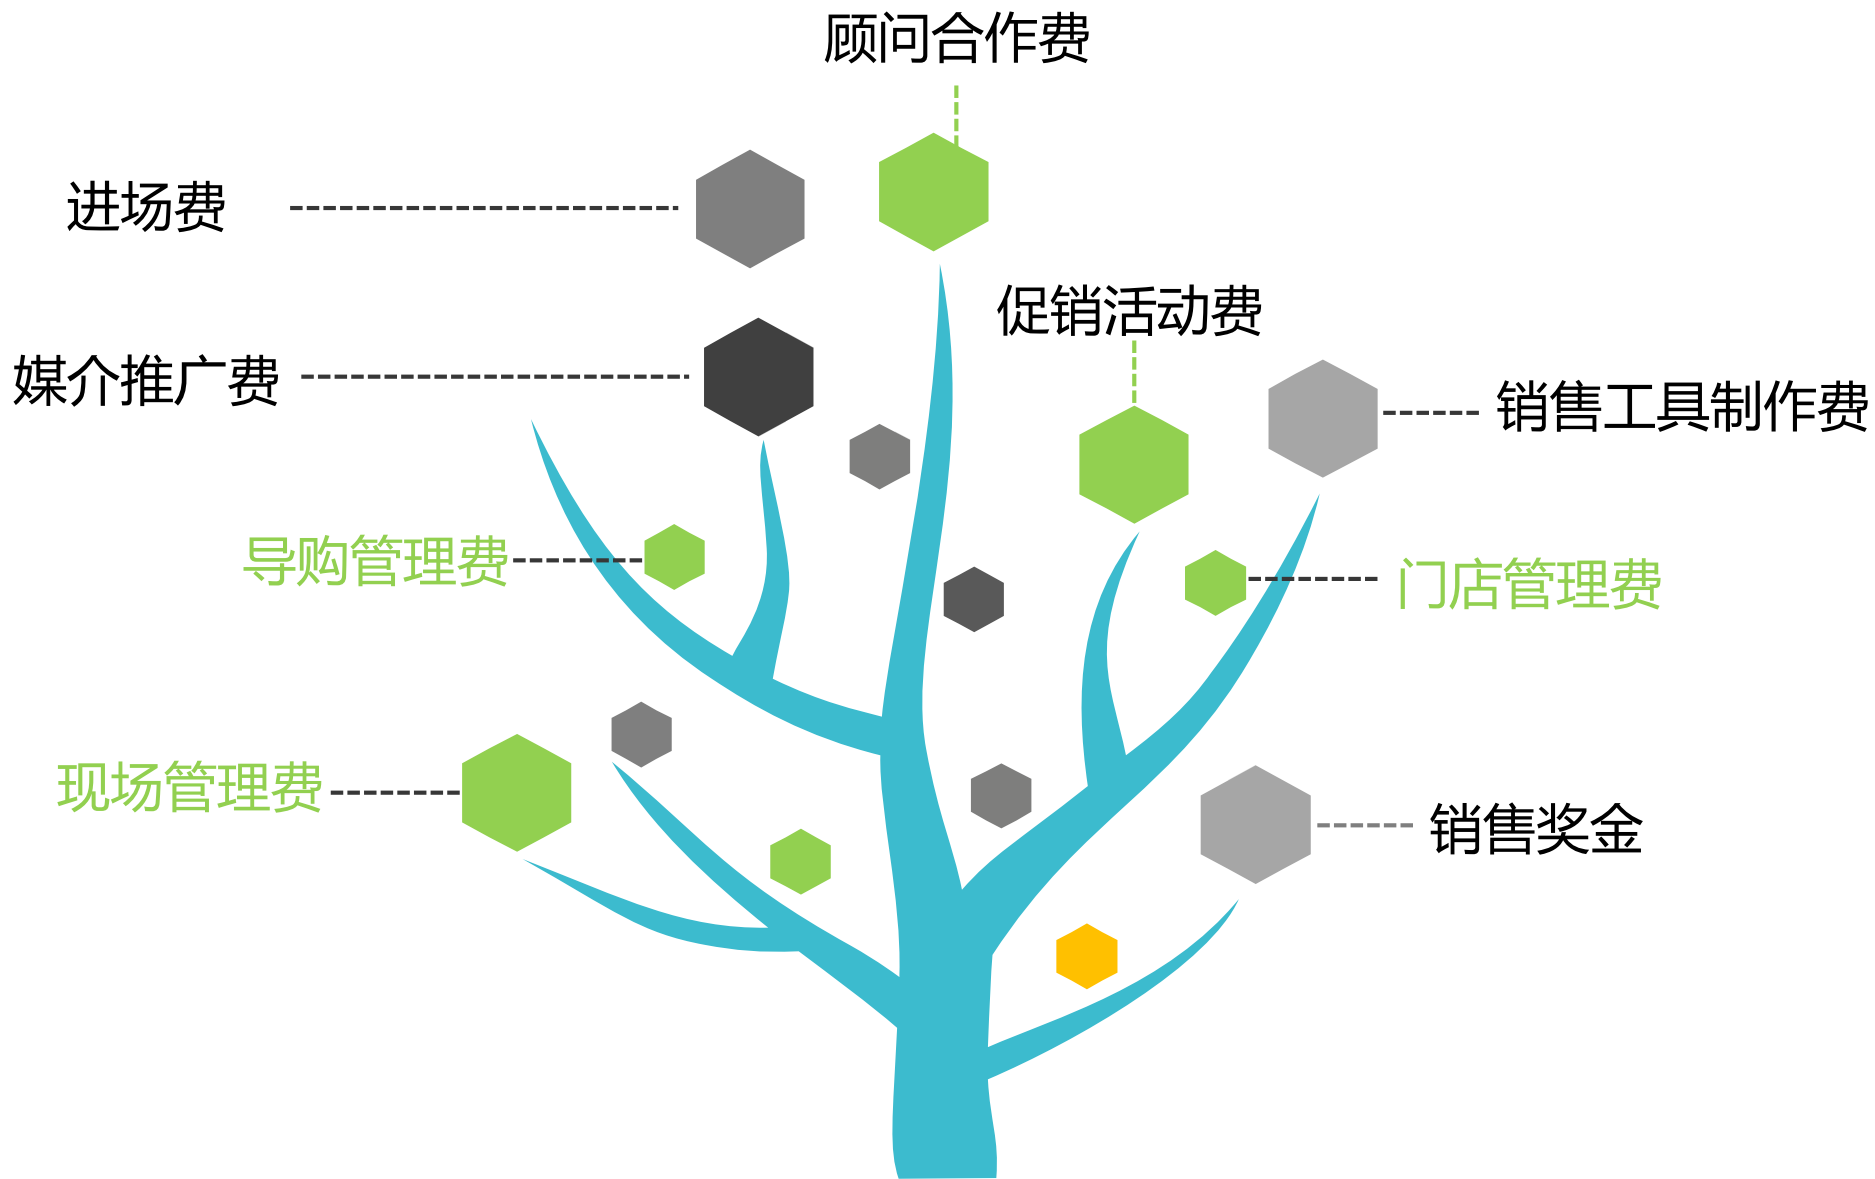 顾问合作费
进场费
促销活动费
媒介推广费
销售工具制作费
导购管理费
门店管理费
现场管理费
销售奖金